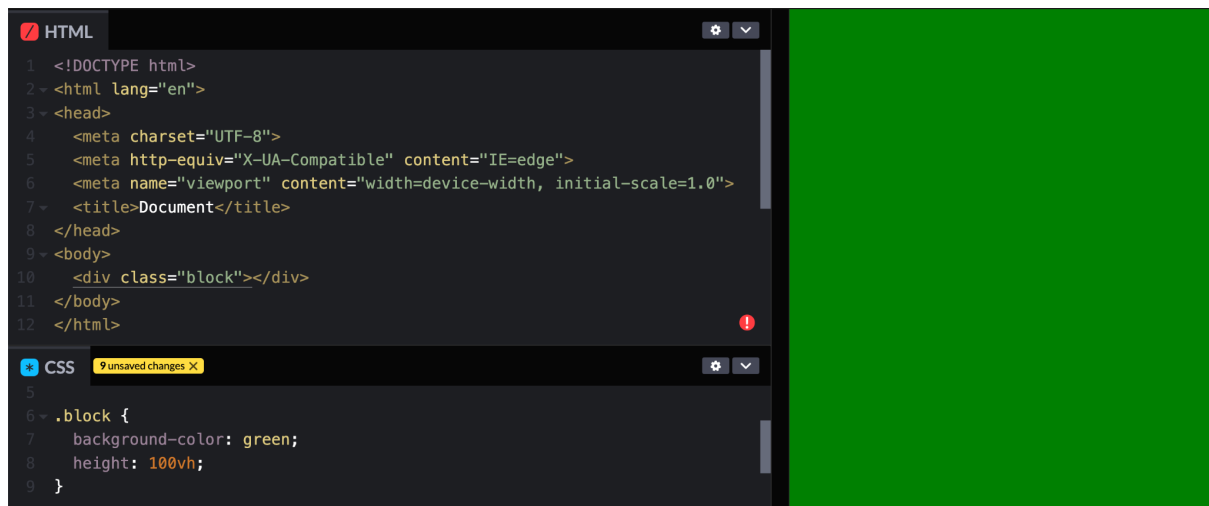 HTML
1 <!DOCTYPE html>
2 <html lang="en">
3 <head>
4 <meta charset="UTF-8">
5 <meta http-equiv="X-UA-Compatible" content="IE=edge">
6 <meta name="viewport" content="width=device-width, initial-scale=1.0">
7 <title>Document</title>
8 </head>
9 <body>
10 <div class="block"></div>
11 </body>
12 </html>
CSS 9 unsaved changes X
5
6 .block {
7 background-color: green;
8 height: 100vh;
9 }